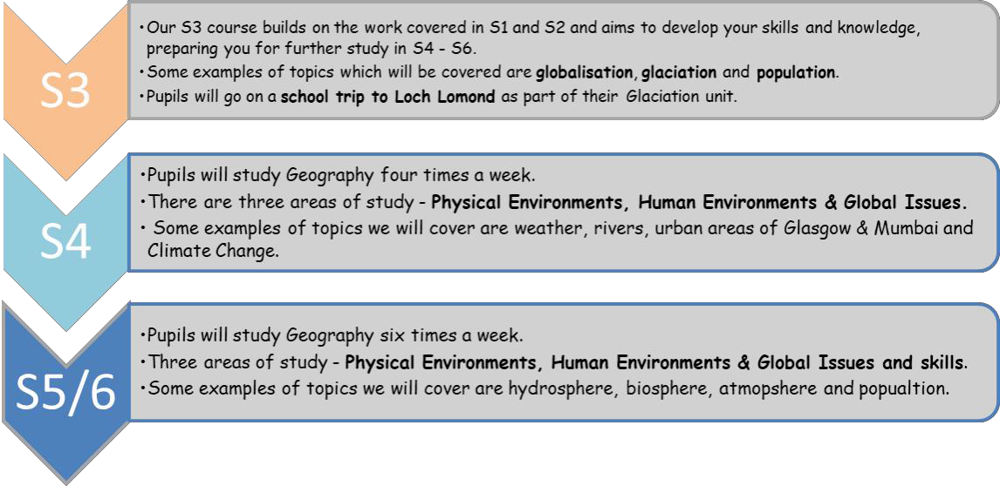 S3
•Our S3 course builds on the work covered in S1 and S2 and aims to develop your skills and knowledge,
preparing you for further study in S4 - S6.
•Some examples of topics which will be covered are globalisation, glaciation and population.
•Pupils will go on a school trip to Loch Lomond as part of their Glaciation unit.
S4
•Pupils will study Geography four times a week.
•There are three areas of study - Physical Environments, Human Environments & Global Issues.
• Some examples of topics we will cover are weather, rivers, urban areas of Glasgow & Mumbai and
Climate Change.
S5/6
•Pupils will study Geography six times a week.
•Three areas of study - Physical Environments, Human Environments & Global Issues and skills.
•Some examples of topics we will cover are hydrosphere, biosphere, atmopshere and popualtion.